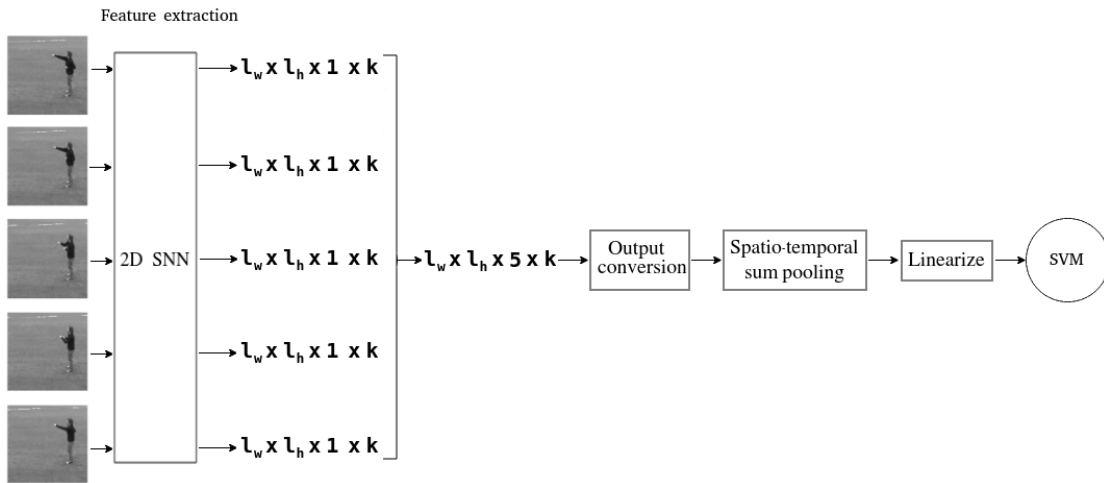 Feature extraction
l_w x l_h x 1 x k
l_w x l_h x 1 x k
2D SNN
l_w x l_h x 1 x k
l_w x l_h x 5 x k
Output
conversion
Spatio-temporal
sum pooling
Linearize
SVM
l_w x l_h x 1 x k
l_w x l_h x 1 x k